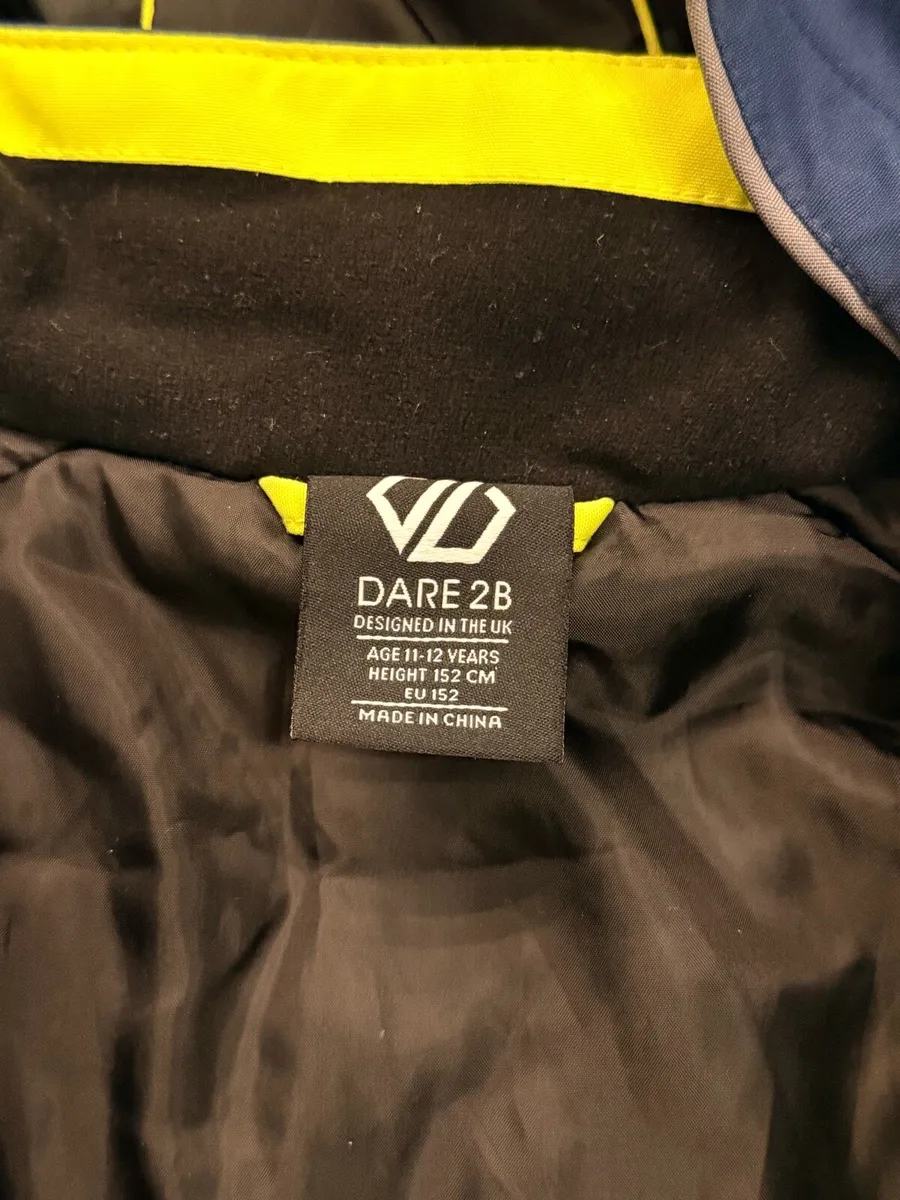 DARE 2B
DESIGNED IN THE UK
AGE 11-12 YEARS
HEIGHT 152 CM
EU 152
MADE IN CHINA